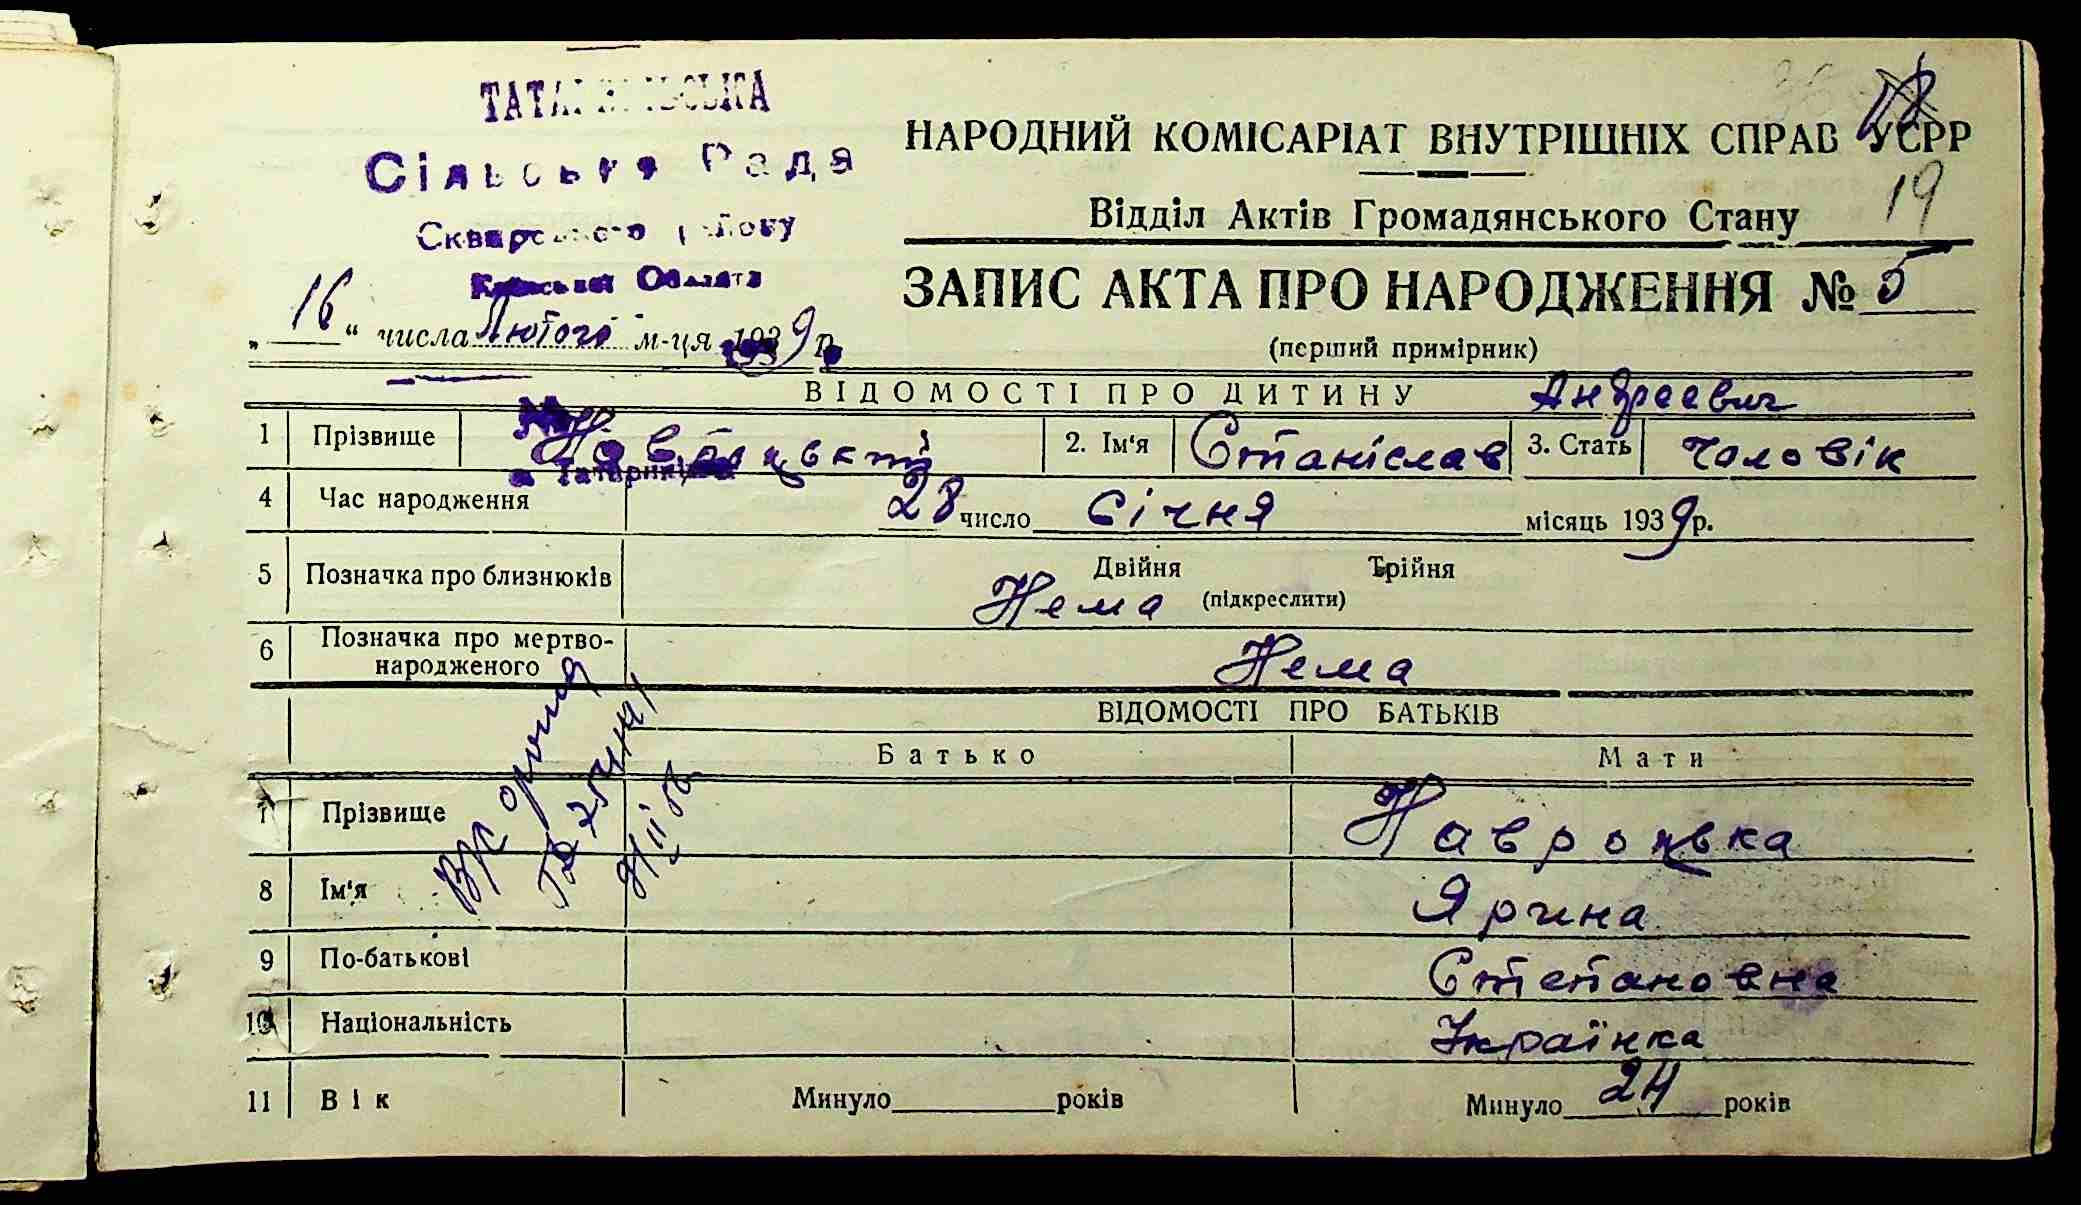 Сільська Рада
Сквирського району
Київської Області
НАРОДНИЙ КОМІСАРІАТ ВНУТРІШНІХ СПРАВ УСРР
19
Відділ Актів Громадянського Стану
ЗАПИС АКТА ПРО НАРОДЖЕННЯ № 5
(перший примірник)
„16“ числа Лютого м-ця 1939 р.
ВІДОМОСТІ ПРО ДИТИНУ Андреевич
1 Прізвище 2. Ім‘я Станіслав 3. Стать Чоловік
4 Час народження 28 число Січня місяць 1939 р.
5 Позначка про близнюків Двійня Трійня
Нема (підкреслити)
6 Позначка про мертво-
народженого Нема
ВІДОМОСТІ ПРО БАТЬКІВ
Батько Мати
7 Прізвище Навроцвка
8 Ім‘я Ярина
9 По-батькові Степановна
10 Національність Українка
11 Вік Минуло років Минуло 24 років